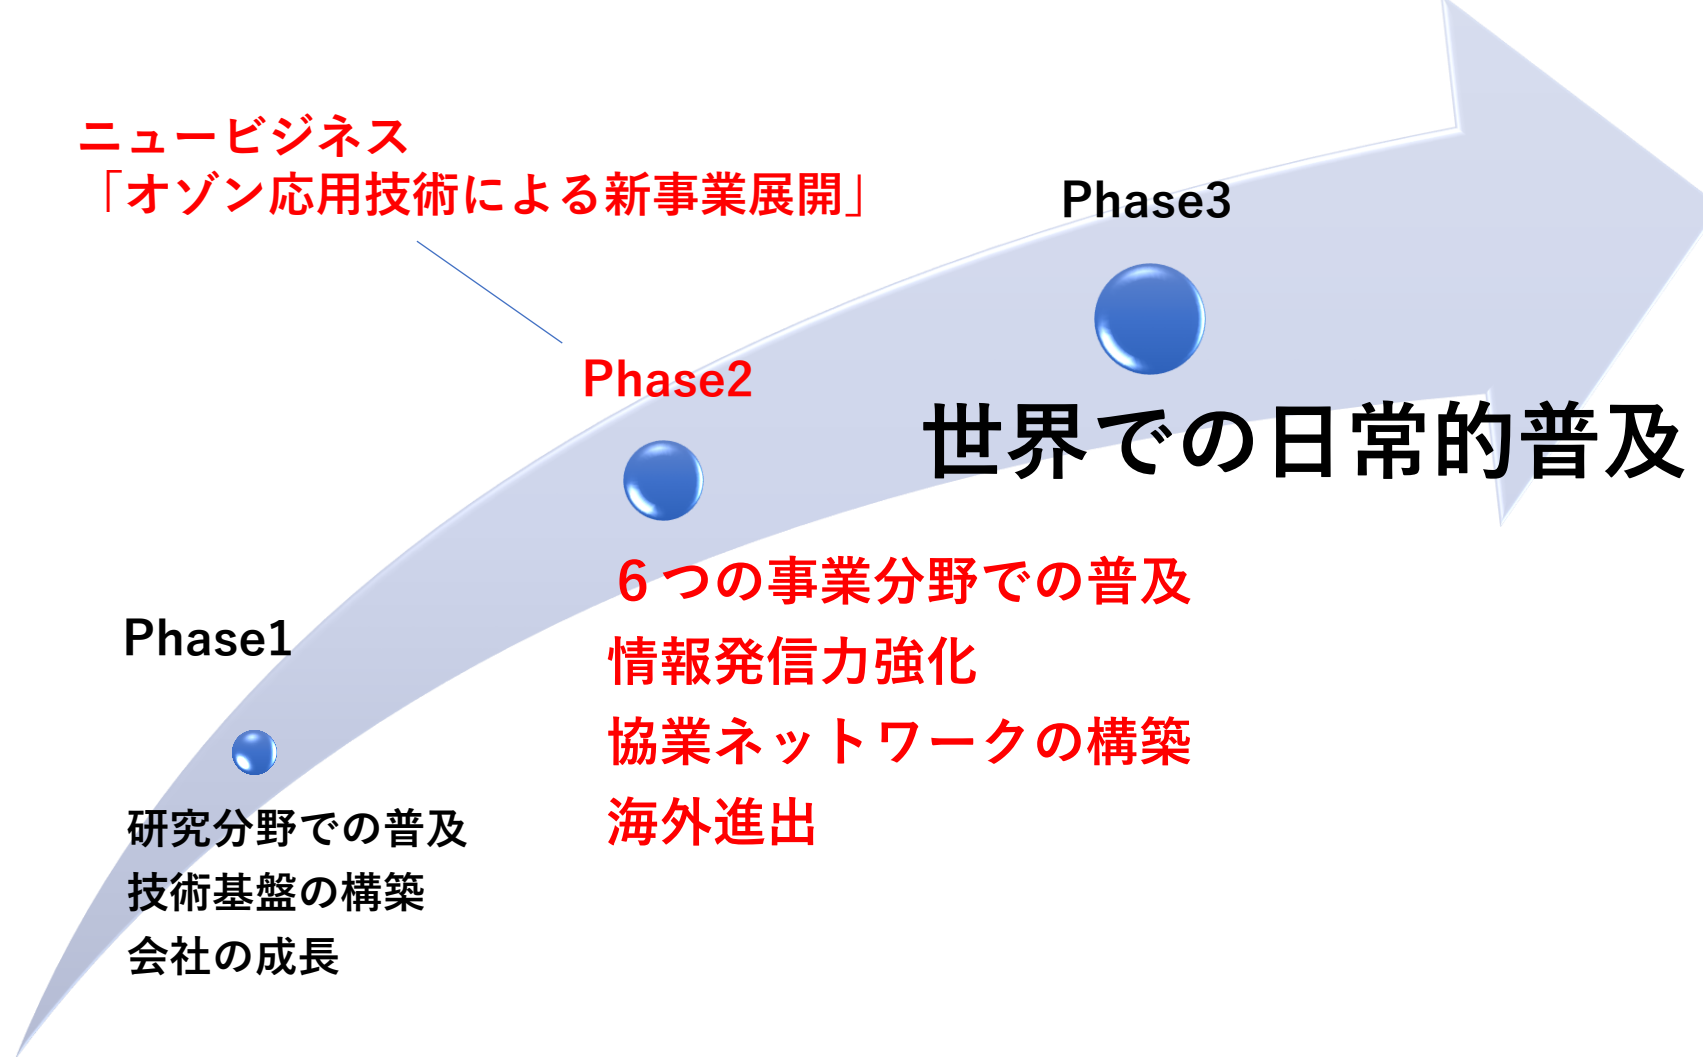 ニュービジネス
「オゾン応用技術による新事業展開」
Phase3
世界での日常的普及
Phase2
６つの事業分野での普及
情報発信力強化
協業ネットワークの構築
海外進出
Phase1
研究分野での普及
技術基盤の構築
会社の成長